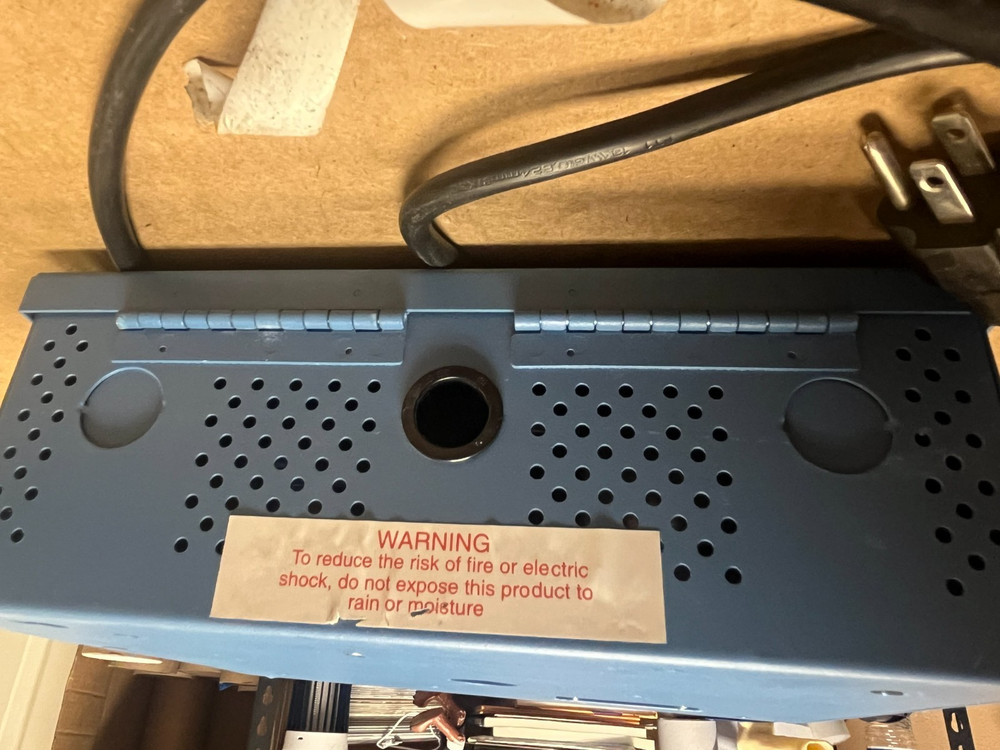 WARNING
To reduce the risk of fire or electric
shock, do not expose this product to
rain or moisture